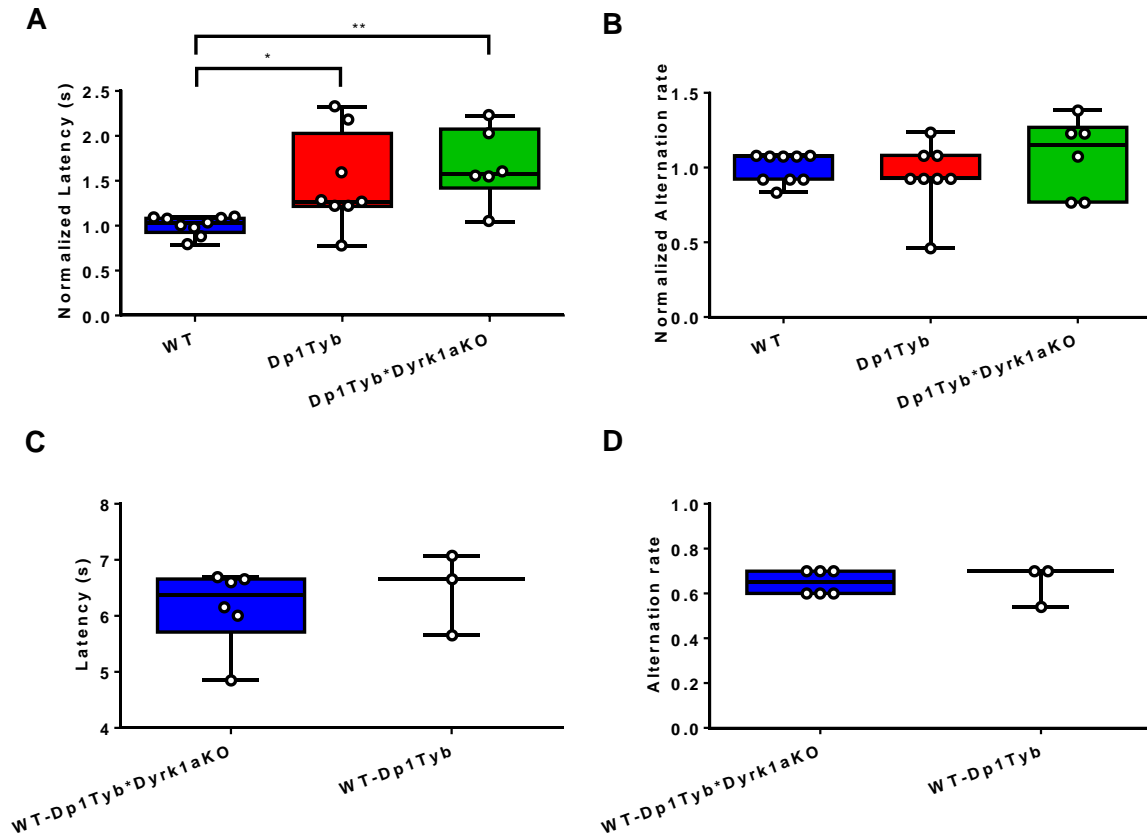 A
**
*
Normalized Latency (s)
2.5
2.0
1.5
1.0
0.5
0.0
WT
Dp1Tyb
Dp1Tyb*Dyrk1aKO
B
Normalized Alternation rate
1.5
1.0
0.5
0.0
WT
Dp1Tyb
Dp1Tyb*Dyrk1aKO
C
Latency (s)
8
7
6
5
4
WT-Dp1Tyb*Dyrk1aKO
WT-Dp1Tyb
D
Alternation rate
1.0
0.8
0.6
0.4
0.2
0.0
WT-Dp1Tyb*Dyrk1aKO
WT-Dp1Tyb